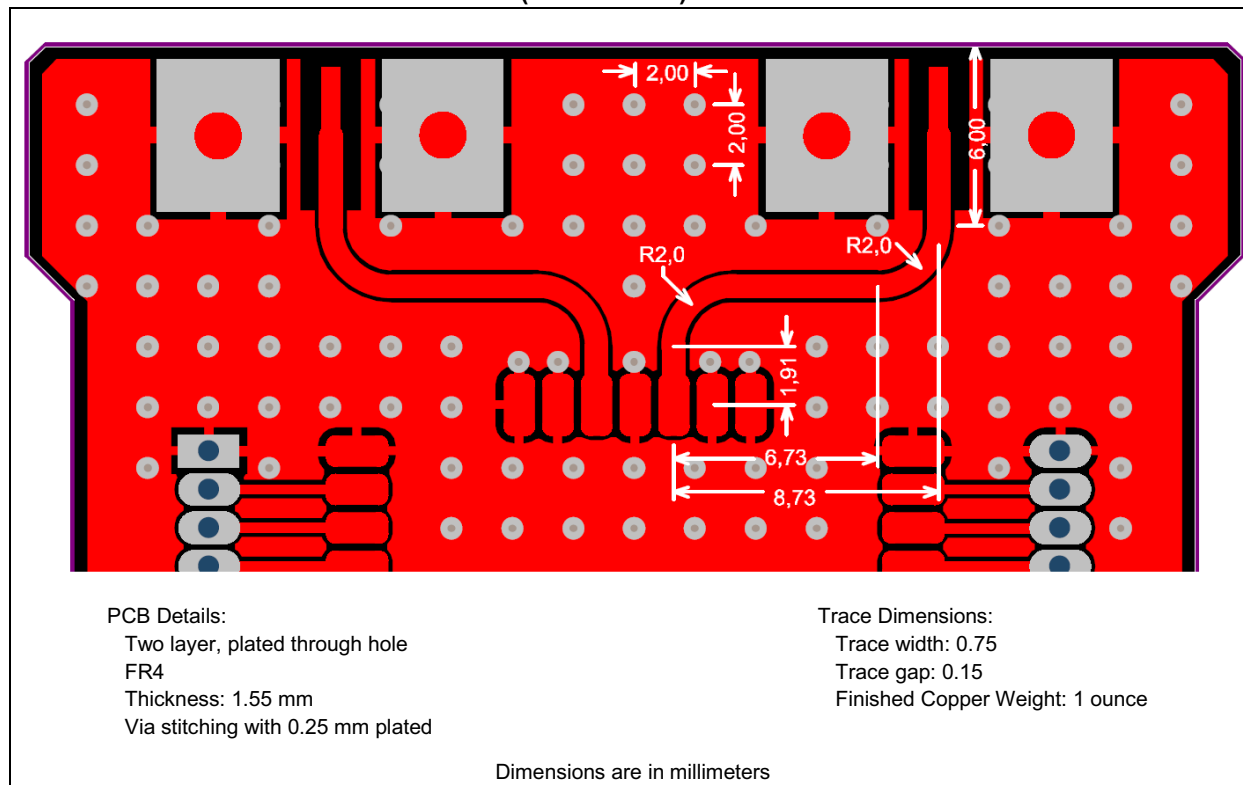 2,00
2,00
6,00
R2,0
R2,0
1,91
6,73
8,73
PCB Details:
Two layer, plated through hole
FR4
Thickness: 1.55 mm
Via stitching with 0.25 mm plated
Trace Dimensions:
Trace width: 0.75
Trace gap: 0.15
Finished Copper Weight: 1 ounce
Dimensions are in millimeters